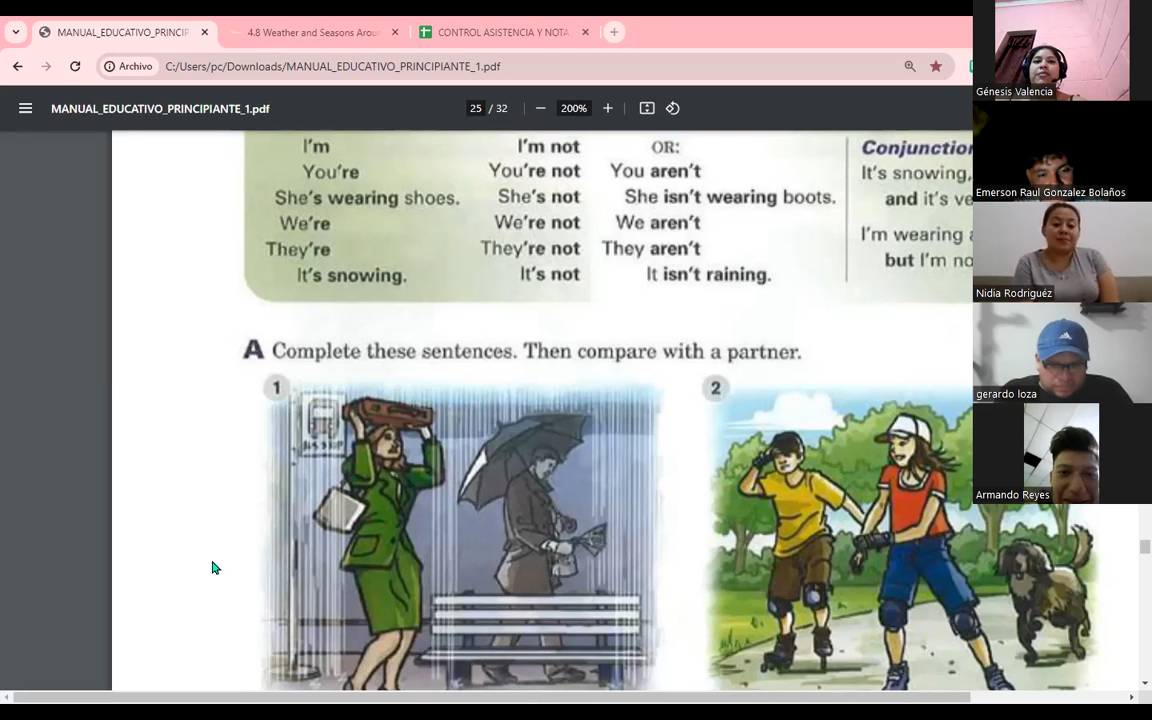 MANUAL_EDUCATIVO_PRINCIP
4.8 Weather and Seasons Arou
CONTROL ASISTENCIA Y NOTA
Archivo
C:/Users/pc/Downloads/MANUAL_EDUCATIVO_PRINCIPIANTE_1.pdf
MANUAL_EDUCATIVO_PRINCIPIANTE_1.pdf
25 / 32
200%
I'm
I'm not
OR:
Conjunction
You're
You're not
You aren't
It's snowing,
She's wearing shoes.
She's not
She isn't wearing boots.
and it's ve
We're
We're not
We aren't
I'm wearing a
They're
They're not
They aren't
but I'm no
It's snowing.
It's not
It isn't raining.
A Complete these sentences. Then compare with a partner.
1
2
Génesis Valencia
Emerson Raul Gonzalez Bolaños
Nidia Rodriguéz
gerardo loza
Armando Reyes